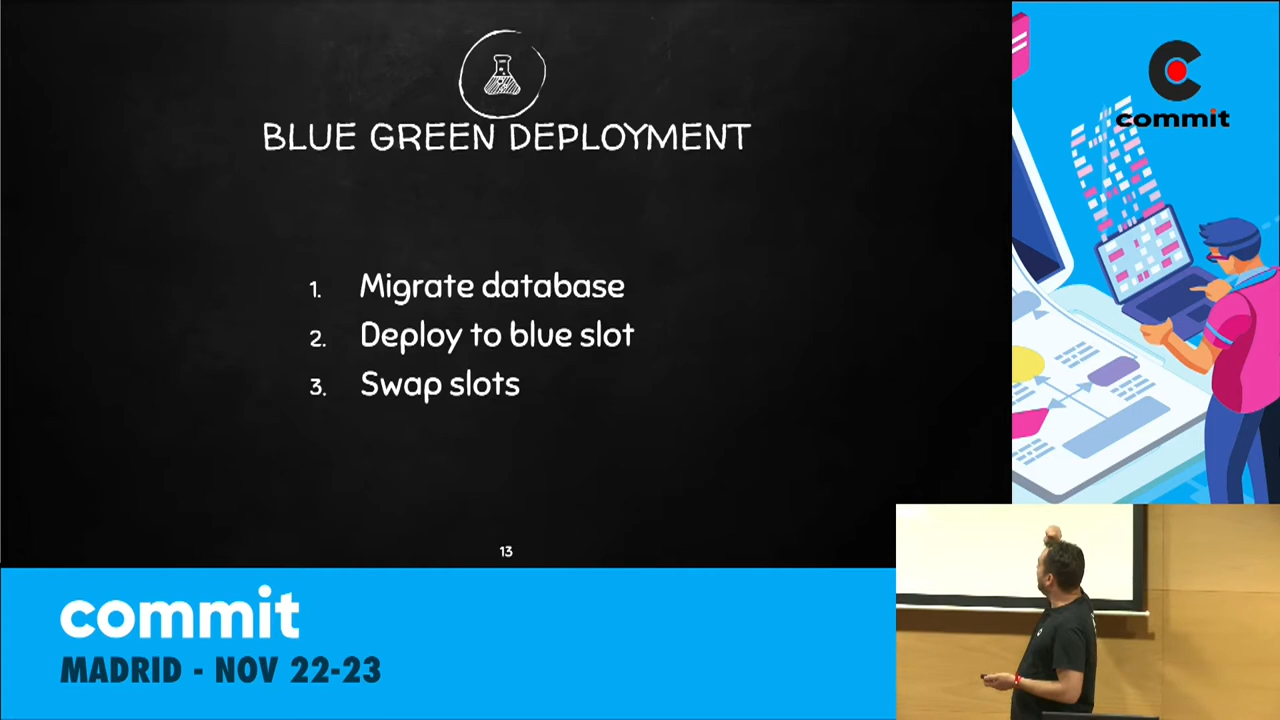 BLUE GREEN DEPLOYMENT
1. Migrate database
2. Deploy to blue slot
3. Swap slots
13
commit
commit
MADRID - NOV 22-23